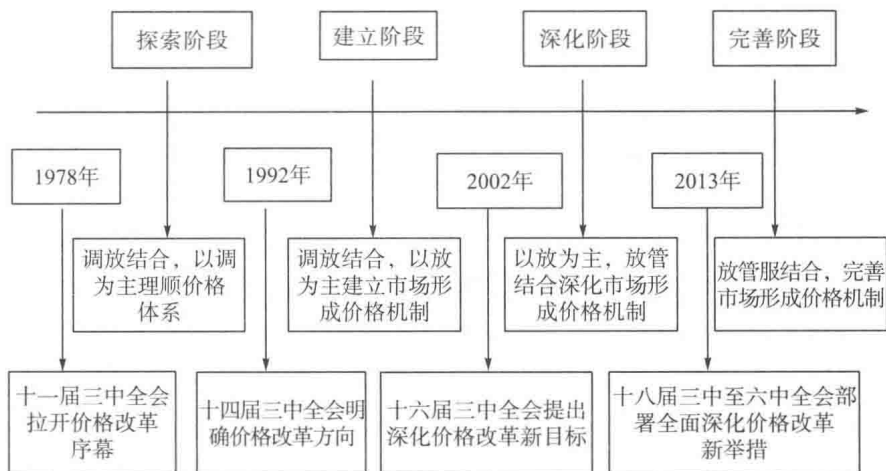 探索阶段
建立阶段
深化阶段
完善阶段
1978年
1992年
2002年
2013年
调放结合，以调
为主理顺价格
体系
调放结合，以放
为主建立市场形
成价格机制
以放为主，放管
结合深化市场形
成价格机制
放管服结合，完善
市场形成价格机制
十一届三中全会
拉开价格改革
序幕
十四届三中全会明
确价格改革方向
十六届三中全会提出
深化价格改革新目标
十八届三中至六中全会部
署全面深化价格改革
新举措